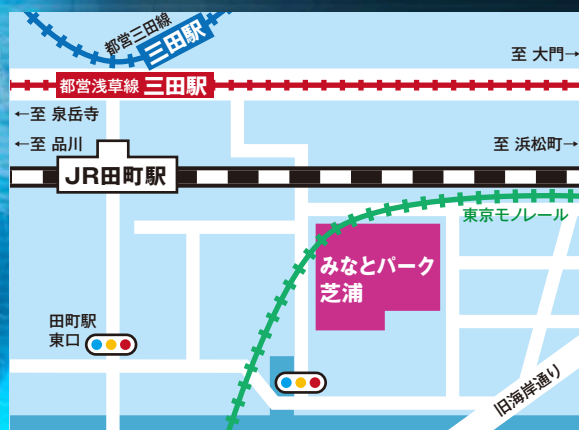 都営三田線
三田駅
至 大門→
都営浅草線 三田駅
←至 泉岳寺
←至 品川
至 浜松町→
JR田町駅
東京モノレール
みなとパーク
芝浦
田町駅
東口
旧海岸通り